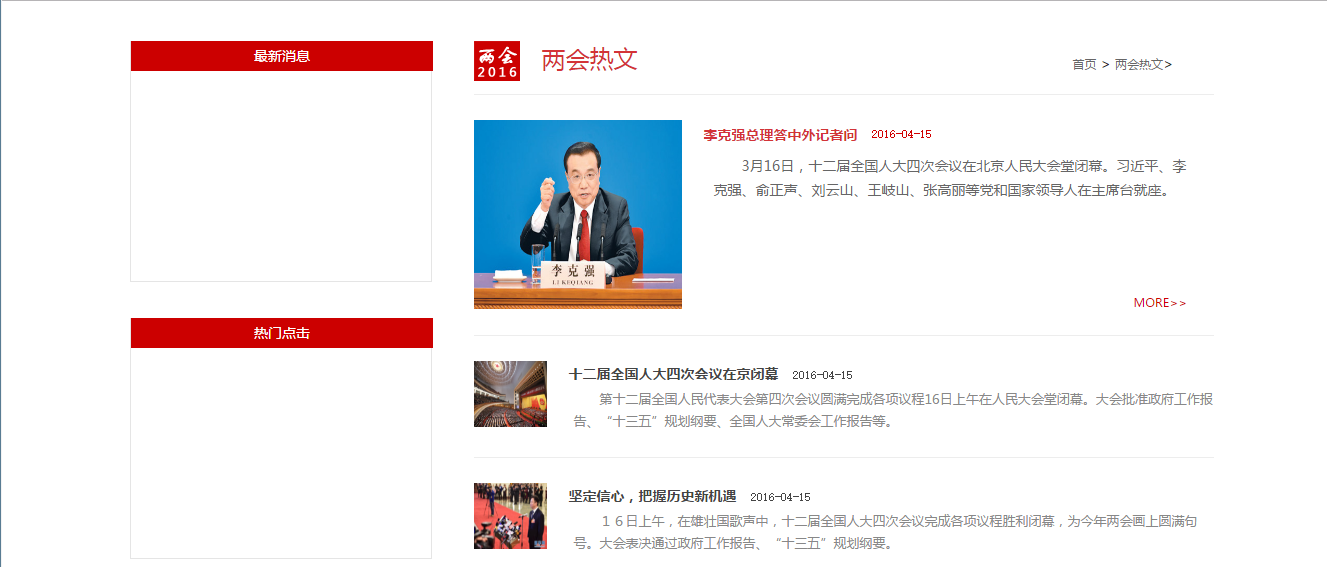 最新消息
热门点击
两会
2016
两会热文
首页 > 两会热文>
李克强
LI KEQIANG
李克强总理答中外记者问 2016-04-15
3月16日，十二届全国人大四次会议在北京人民大会堂闭幕。习近平、李
克强、俞正声、刘云山、王岐山、张高丽等党和国家领导人在主席台就座。
MORE>>
十二届全国人大四次会议在京闭幕 2016-04-15
第十二届全国人民代表大会第四次会议圆满完成各项议程16日上午在人民大会堂闭幕。大会批准政府工作报
告、“十三五”规划纲要、全国人大常委会工作报告等。
坚定信心，把握历史新机遇 2016-04-15
１６日上午，在雄壮国歌声中，十二届全国人大四次会议完成各项议程胜利闭幕，为今年两会画上圆满句
号。大会表决通过政府工作报告、“十三五”规划纲要。